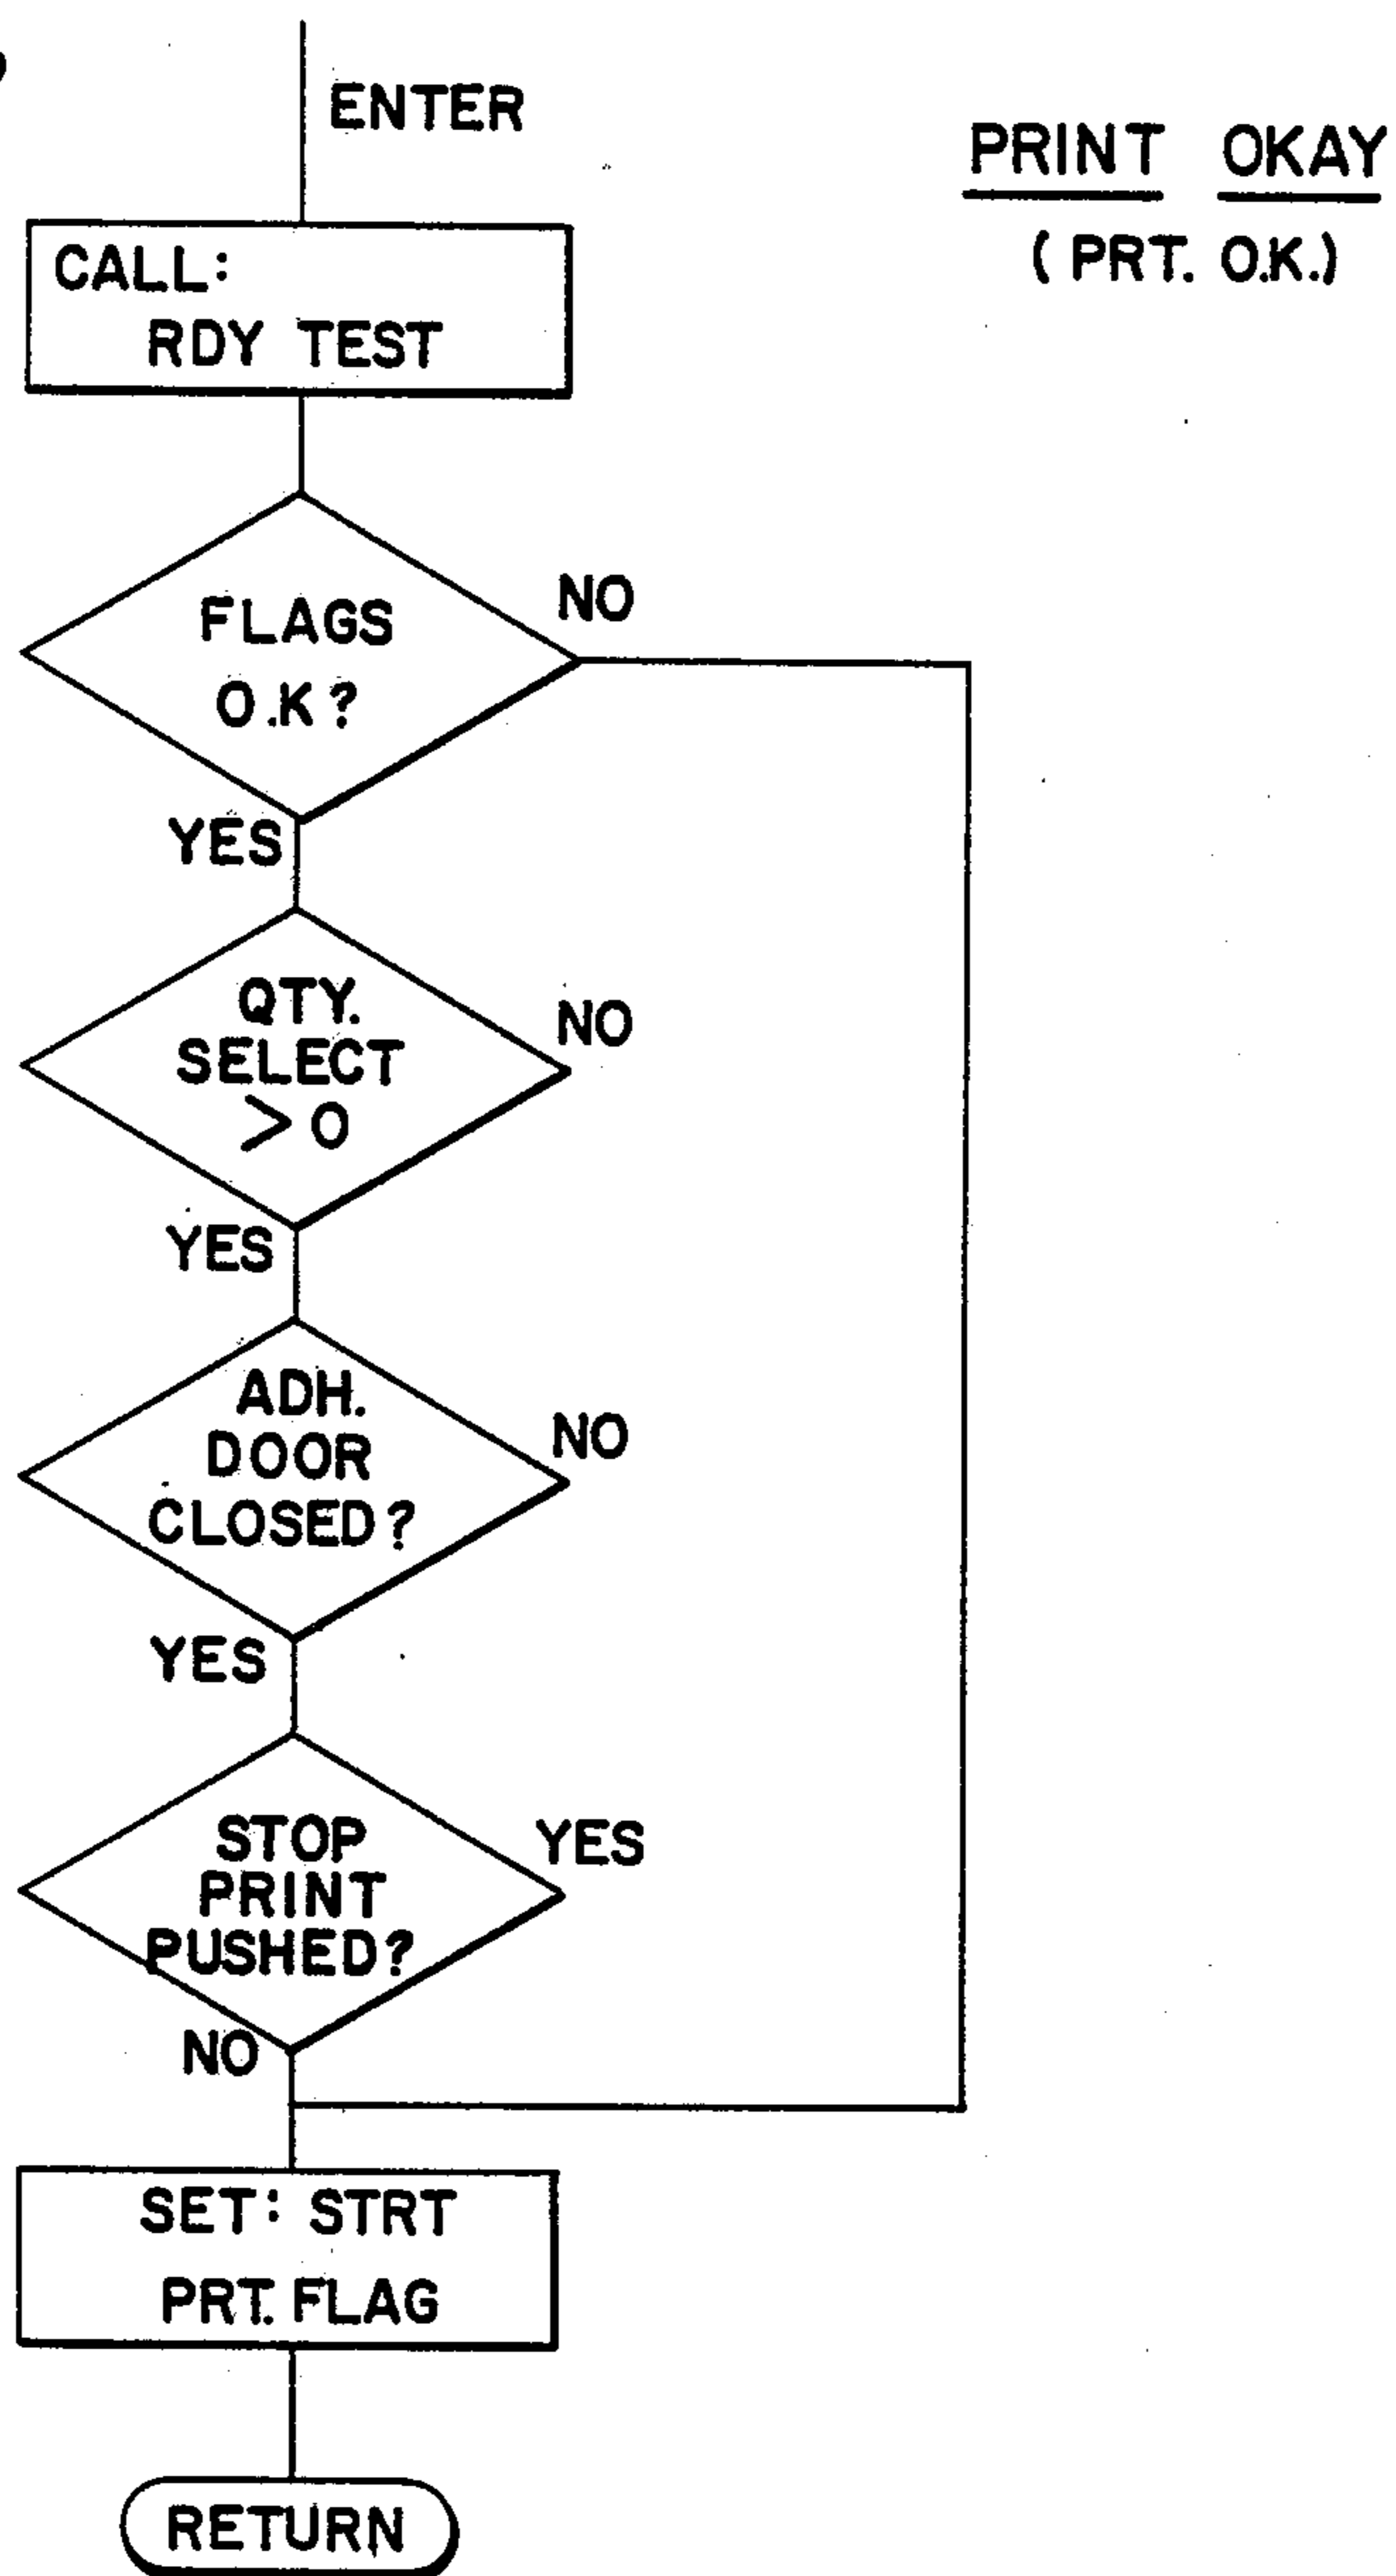 ENTER
PRINT OKAY
( PRT. O.K.)
CALL:
RDY TEST
FLAGS
O.K?
NO
YES
QTY.
SELECT
> 0
NO
YES
ADH.
DOOR
CLOSED?
NO
YES
STOP
PRINT
PUSHED?
YES
NO
SET: STRT
PRT. FLAG
RETURN